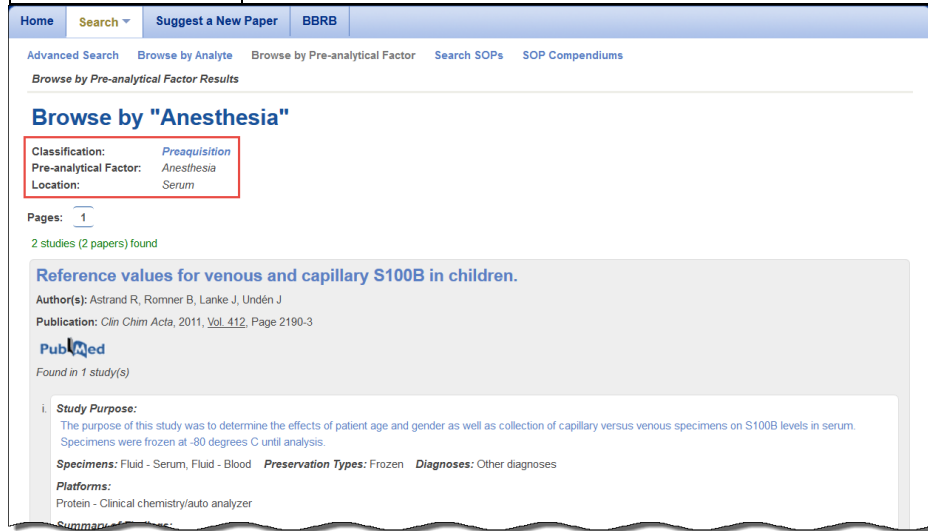 Home Search Suggest a New Paper BBRB
Advanced Search Browse by Analyte Browse by Pre-analytical Factor Search SOPs SOP Compendiums
Browse by Pre-analytical Factor Results
Browse by "Anesthesia"
Classification: Preaquisition
Pre-analytical Factor: Anesthesia
Location: Serum
Pages: 1
2 studies (2 papers) found
Reference values for venous and capillary S100B in children.
Author(s): Astrand R, Romner B, Lanke J, Undén J
Publication: Clin Chim Acta, 2011, Vol. 412, Page 2190-3
PubMed
Found in 1 study(s)
i. Study Purpose:
The purpose of this study was to determine the effects of patient age and gender as well as collection of capillary versus venous specimens on S100B levels in serum.
Specimens were frozen at -80 degrees C until analysis.
Specimens: Fluid - Serum, Fluid - Blood Preservation Types: Frozen Diagnoses: Other diagnoses
Platforms:
Protein - Clinical chemistry/auto analyzer
Summary of Findings: